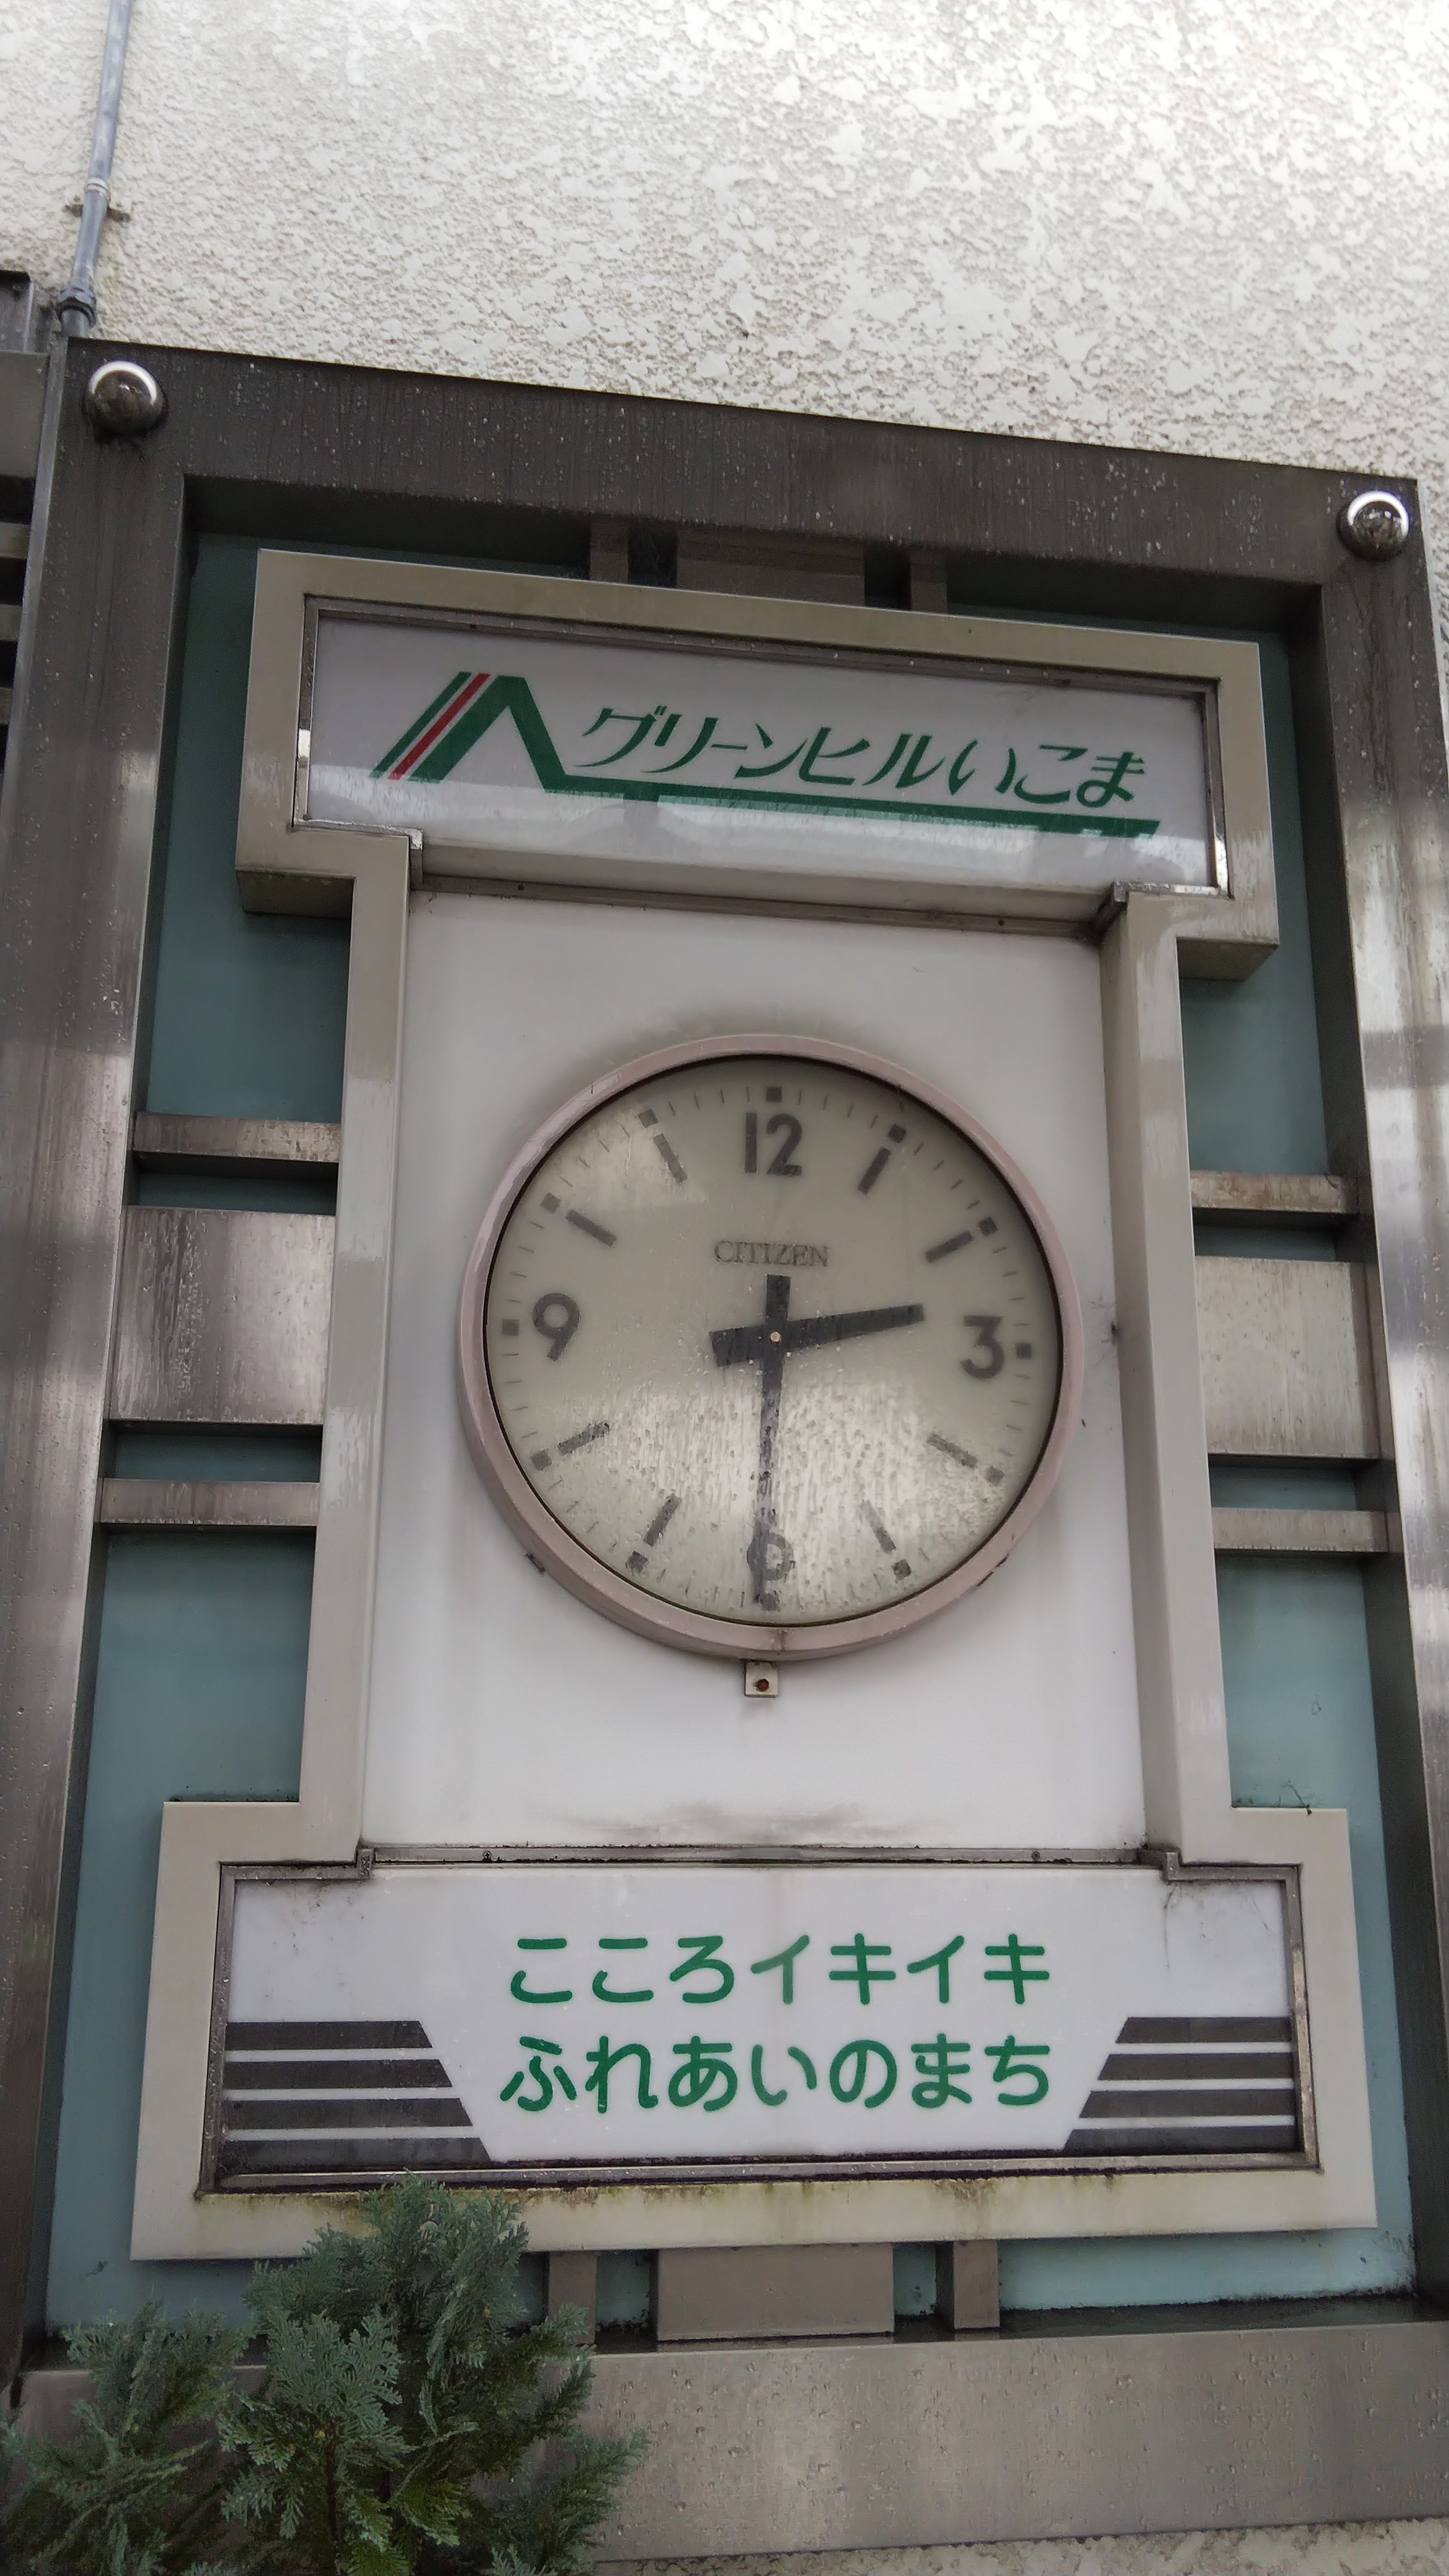 グリーンヒルいこま
12
CITIZEN
9
3
6
こころイキイキ
ふれあいのまち